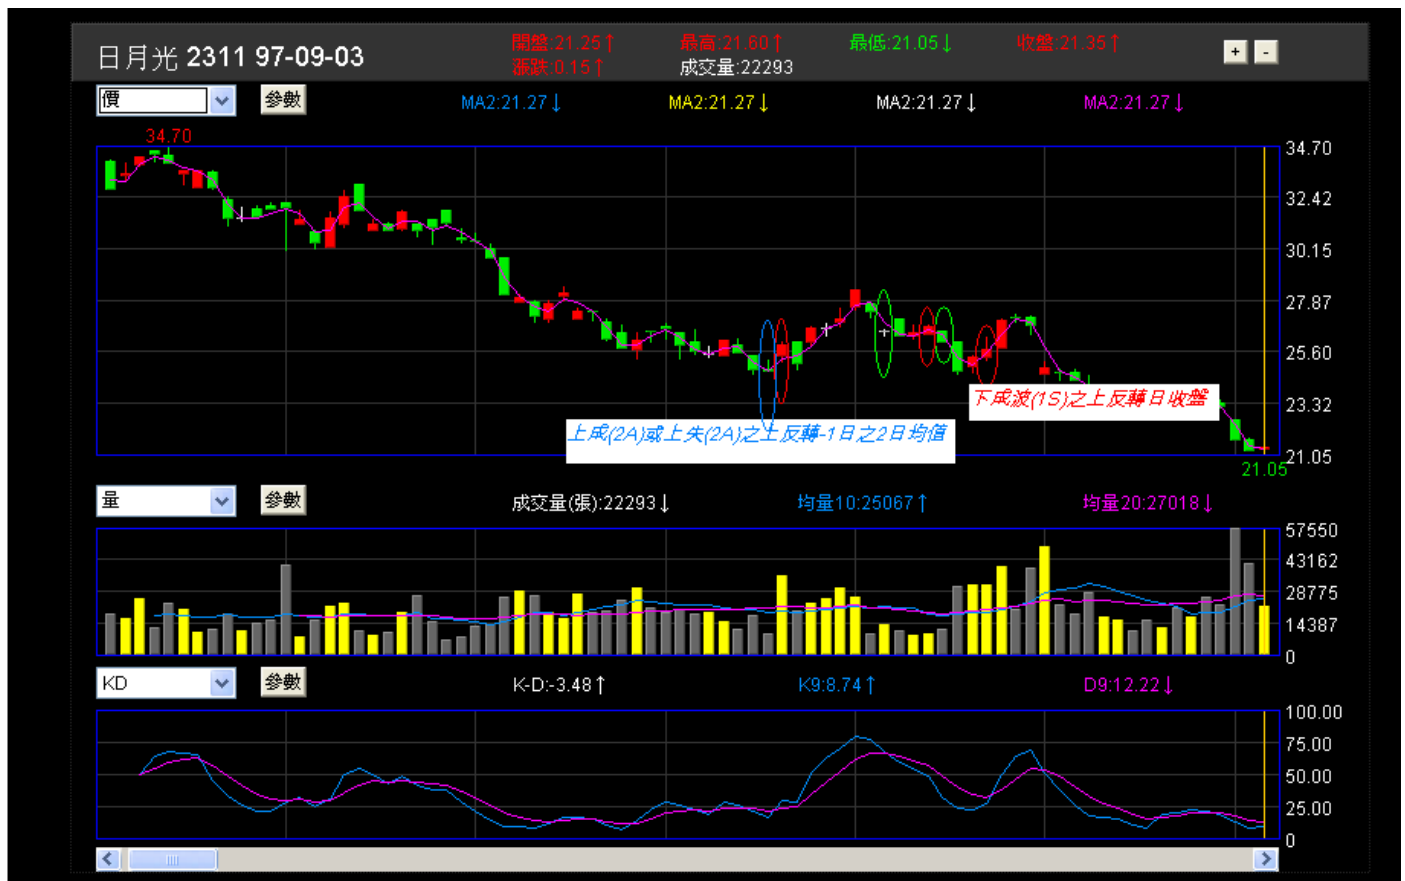 日月光 2311 97-09-03
開盤:21.25↑ 最高:21.60↑ 最低:21.05↓ 收盤:21.35↑
漲跌:0.15↑ 成交量:22293
+ -
價 參數 MA2:21.27↓ MA2:21.27↓ MA2:21.27↓ MA2:21.27↓
34.70
34.70
32.42
30.15
27.87
25.60
下成波(1S)之上反轉日收盤
23.32
上成(2A)或上失(2A)之上反轉-1日之2日均值
21.05
21.05
量 參數 成交量(張):22293↓ 均量10:25067↑ 均量20:27018↓
57550
43162
28775
14387
0
KD 參數 K-D:-3.48↑ K9:8.74↑ D9:12.22↓
100.00
75.00
50.00
25.00
0